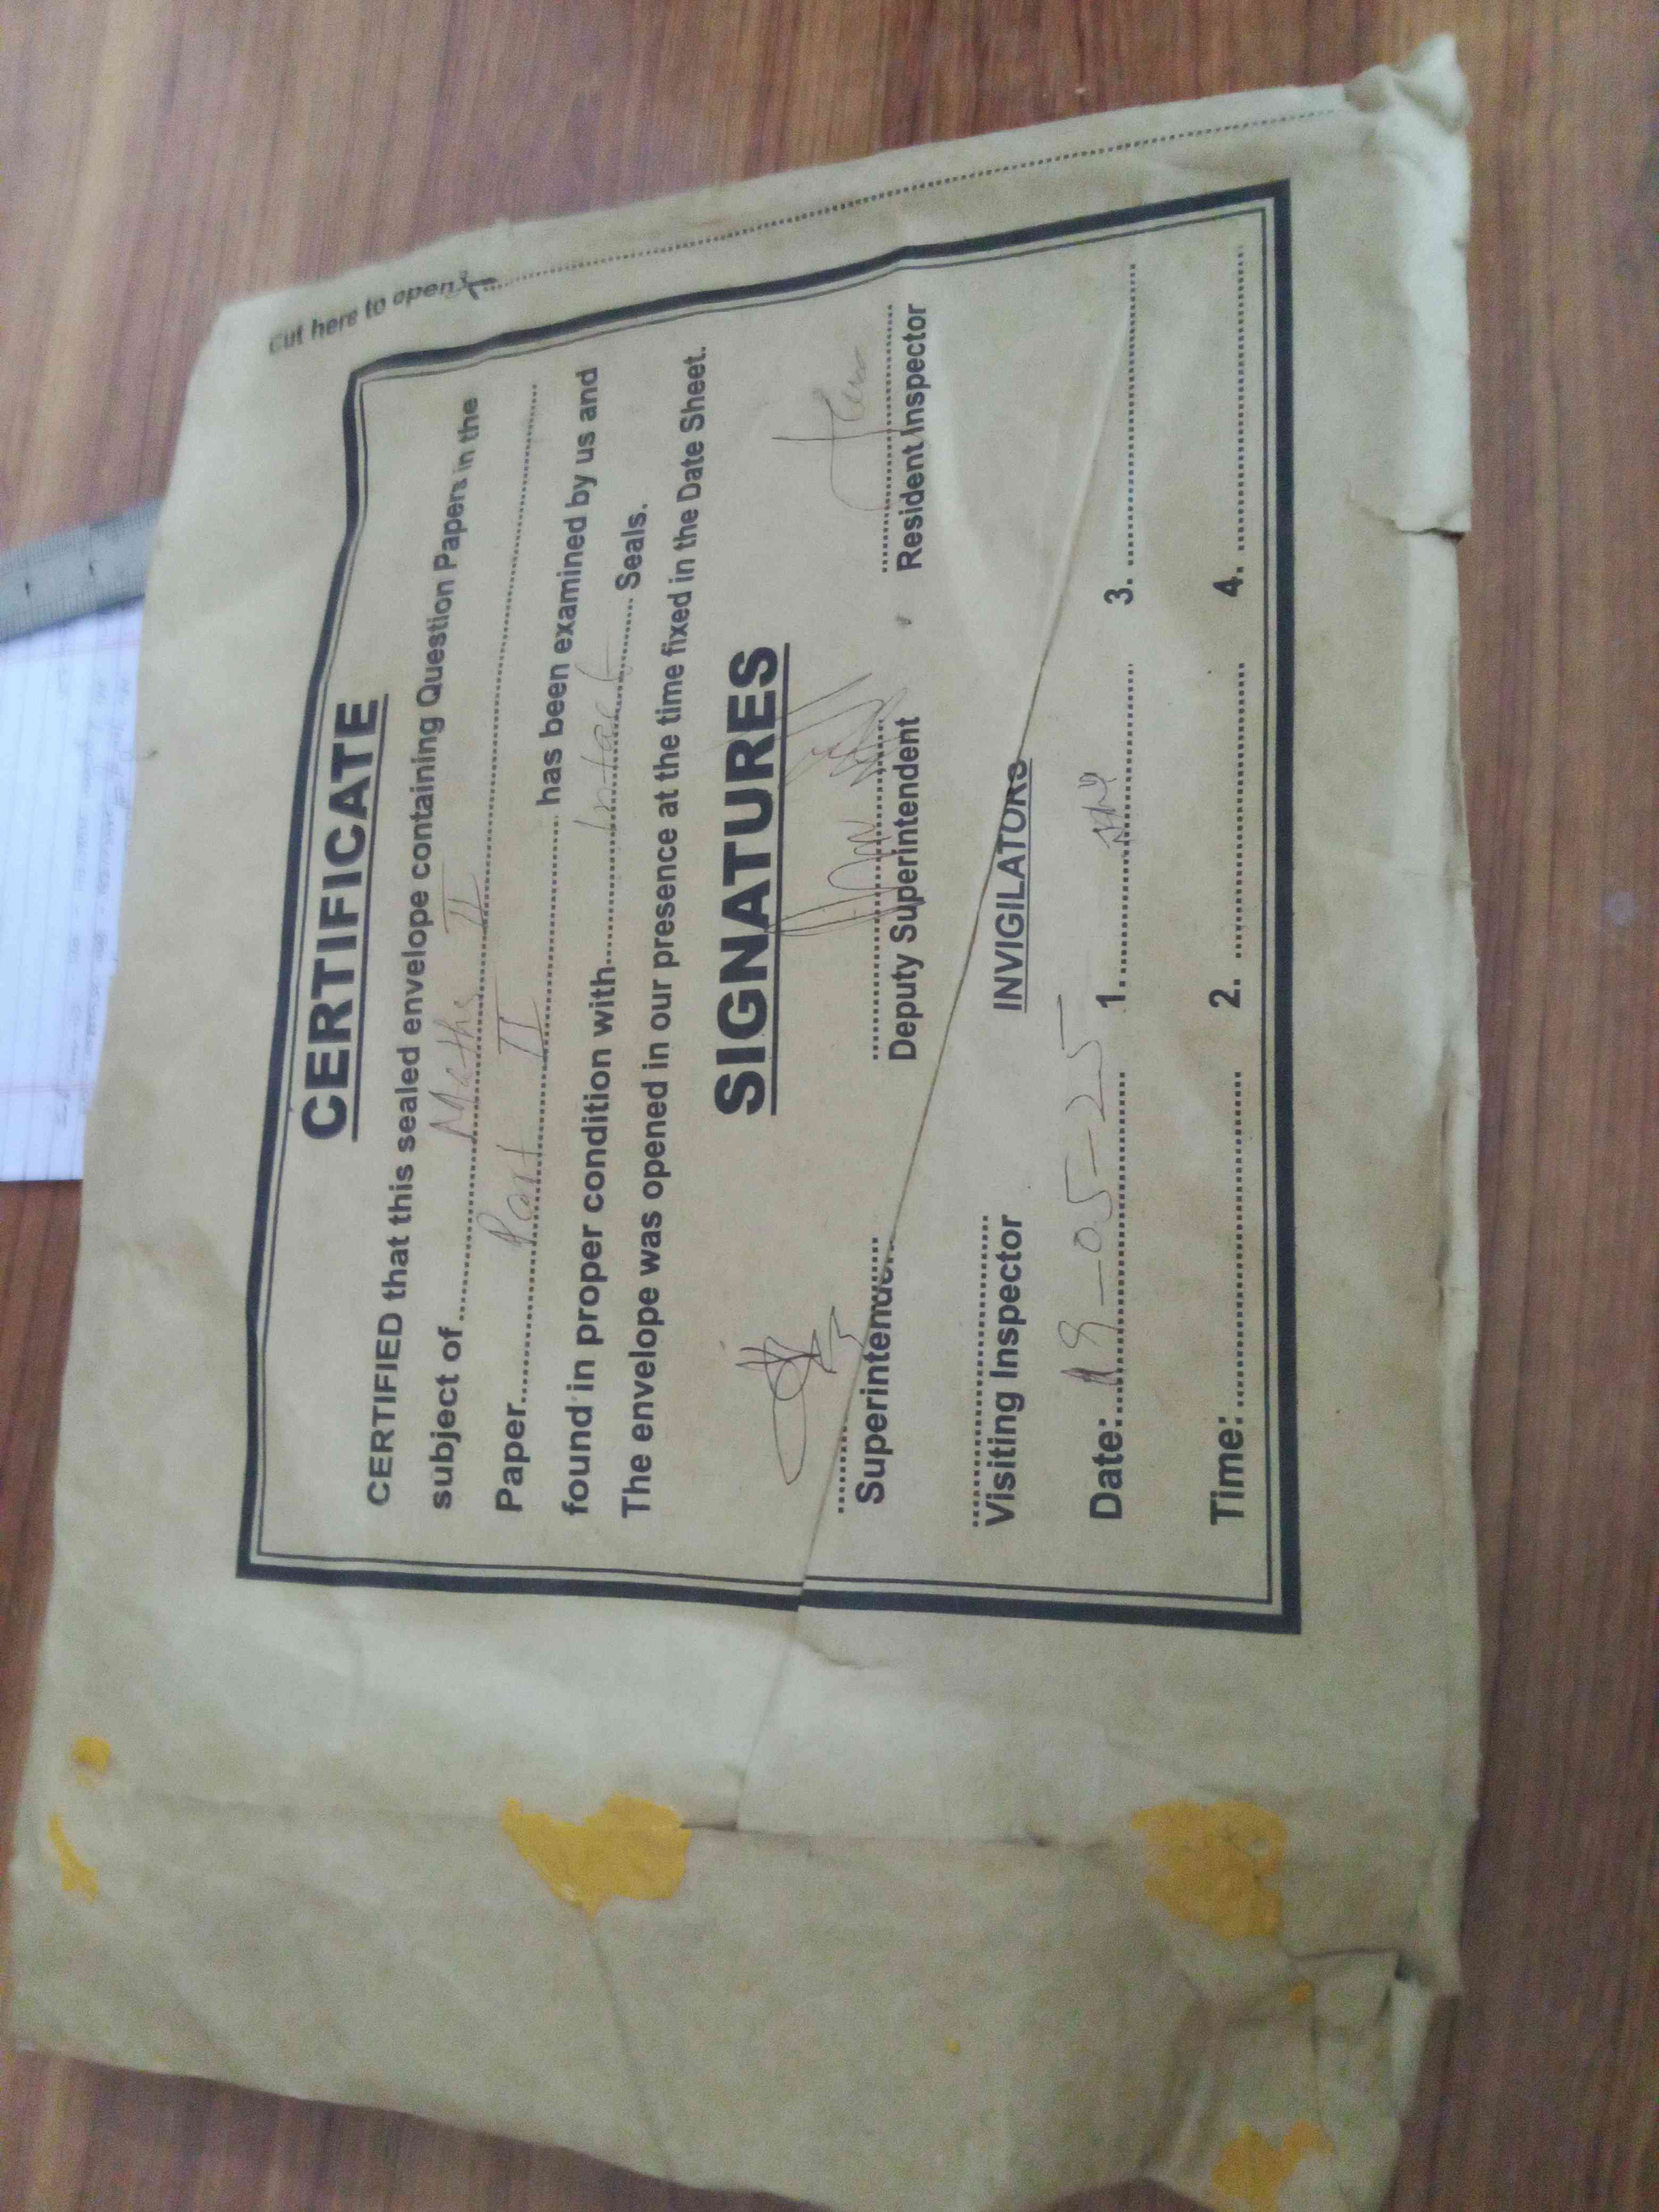 Cut here to open
CERTIFICATE
CERTIFIED that this sealed envelope containing Question Papers in the
subject of.......... Maths II ..........
Paper.......... Part II .......... has been examined by us and
found in proper condition with.......... Intact .......... Seals.
The envelope was opened in our presence at the time fixed in the Date Sheet.
SIGNATURES
Superintend Deputy Superintendent Resident Inspector
Visiting Inspector INVIGILATORS
Date:.......... 19-05-25 1. .......... 3. ..........
Time:.......... 2. .......... 4. ..........